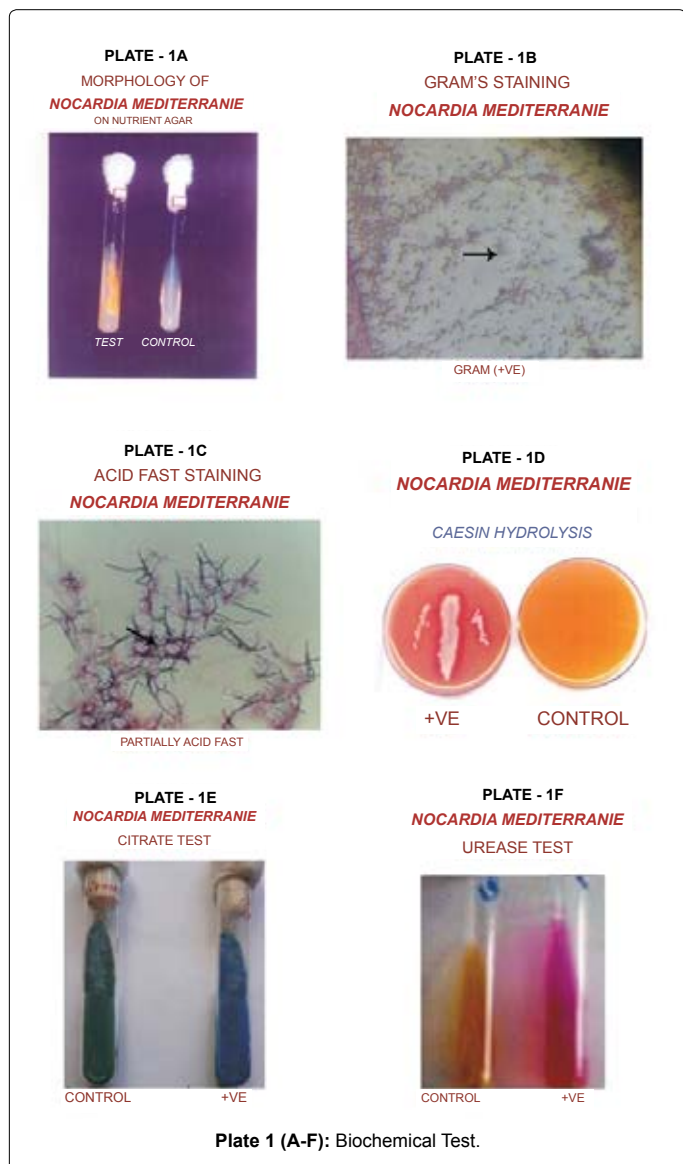 PLATE - 1A
MORPHOLOGY OF
NOCARDIA MEDITERRANIE
ON NUTRIENT AGAR
TEST
CONTROL
PLATE - 1B
GRAM'S STAINING
NOCARDIA MEDITERRANIE
GRAM (+VE)
PLATE - 1C
ACID FAST STAINING
NOCARDIA MEDITERRANIE
PARTIALLY ACID FAST
PLATE - 1D
NOCARDIA MEDITERRANIE
CAESIN HYDROLYSIS
+VE
CONTROL
PLATE - 1E
NOCARDIA MEDITERRANIE
CITRATE TEST
CONTROL
+VE
PLATE - 1F
NOCARDIA MEDITERRANIE
UREASE TEST
CONTROL
+VE
Plate 1 (A-F): Biochemical Test.